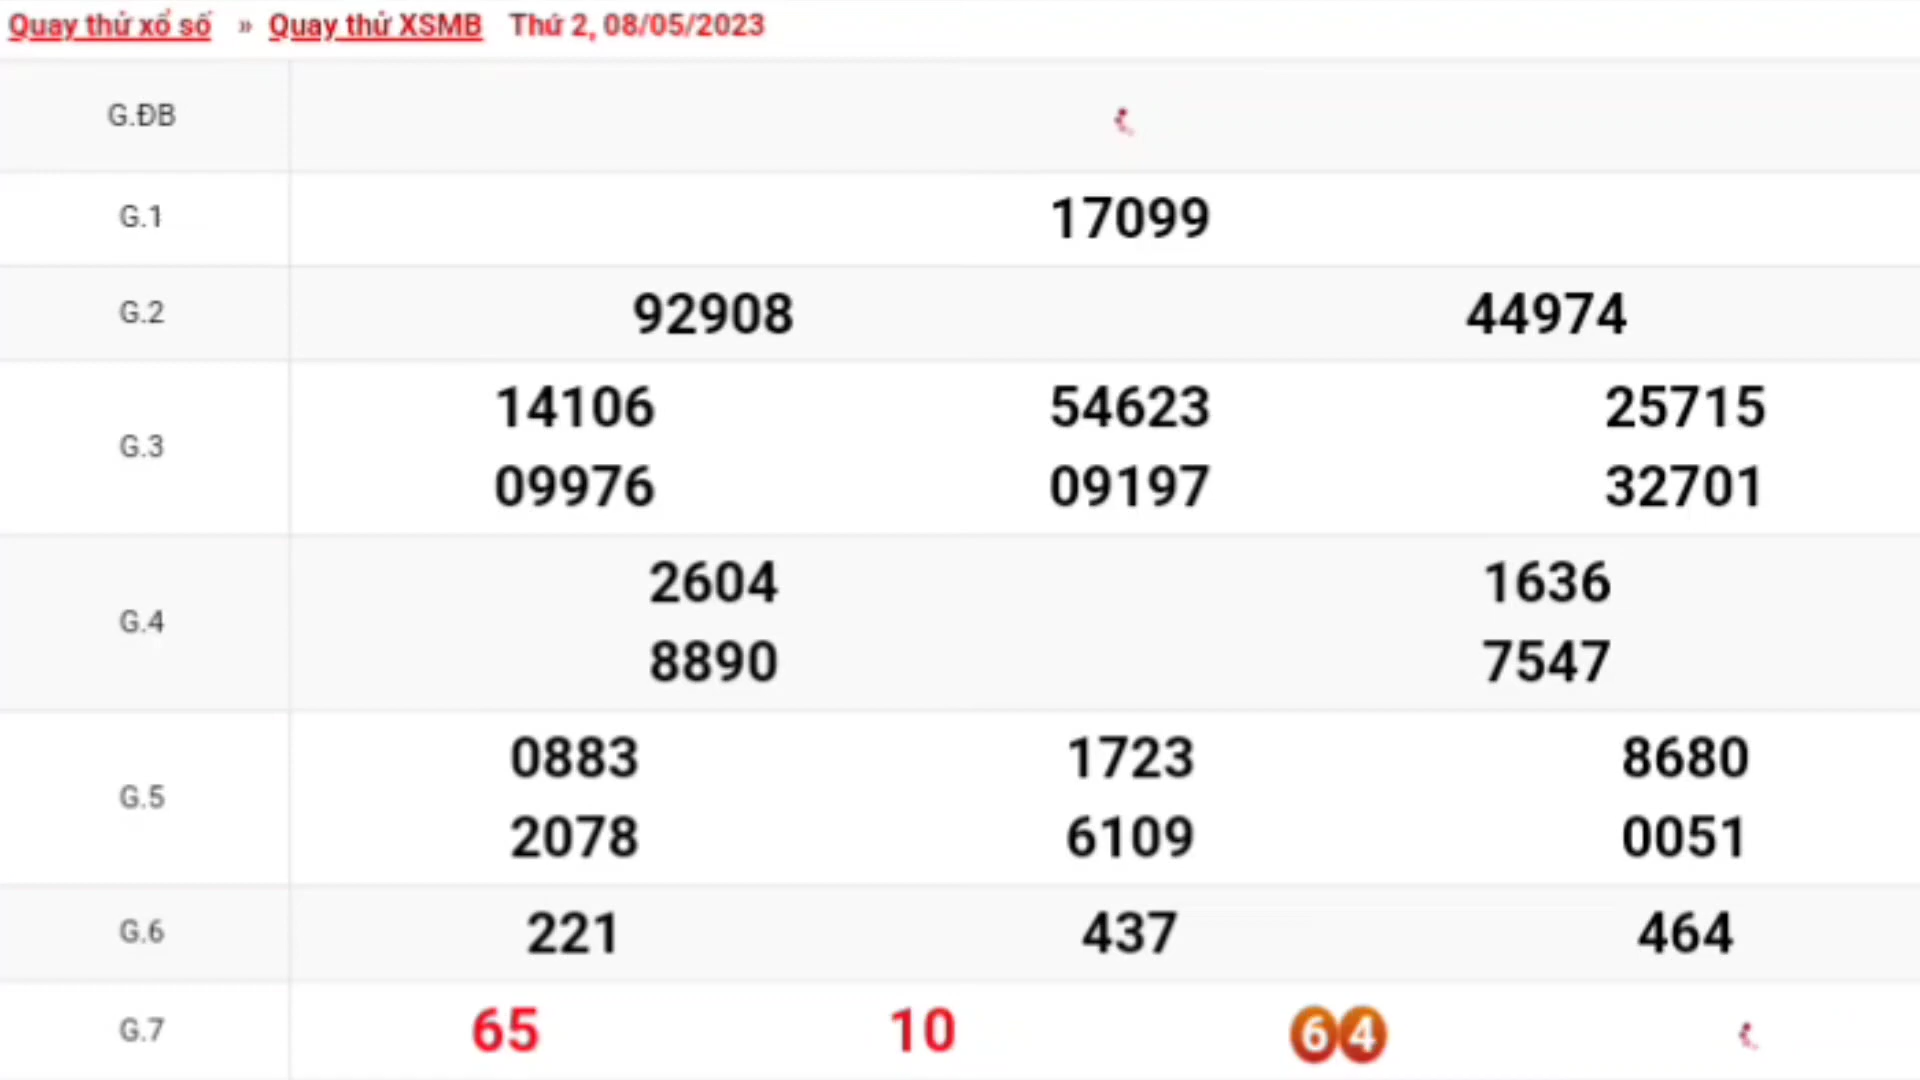 Quay thử xổ số » Quay thử XSMB Thứ 2, 08/05/2023
G.ĐB
G.1 17099
G.2 92908 44974
G.3 14106 54623 25715
09976 09197 32701
G.4 2604 1636
8890 7547
G.5 0883 1723 8680
2078 6109 0051
G.6 221 437 464
G.7 65 10 64